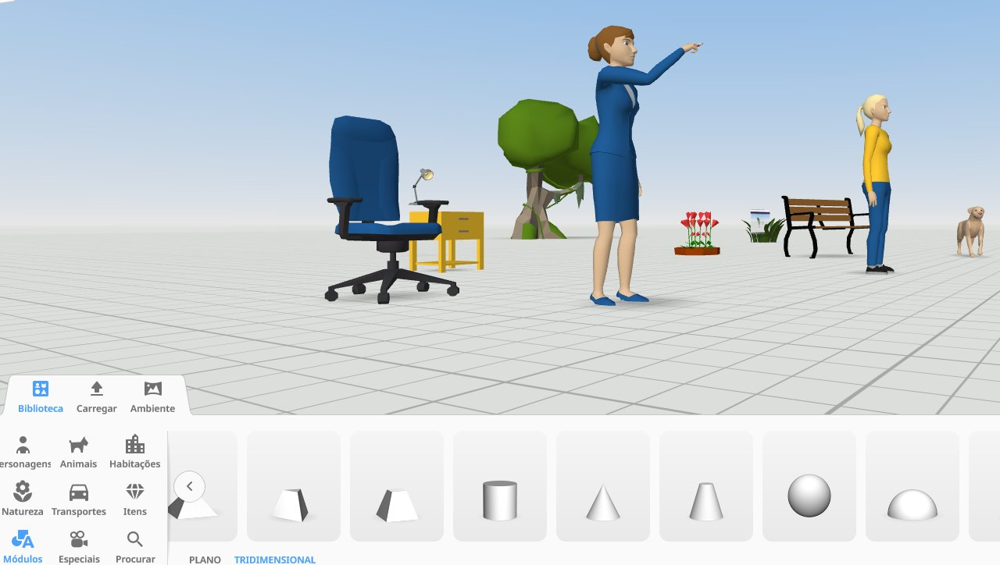 Biblioteca Carregar Ambiente
ersonagens Animais Habitações
Natureza Transportes Itens
Módulos Especiais Procurar
PLANO TRIDIMENSIONAL